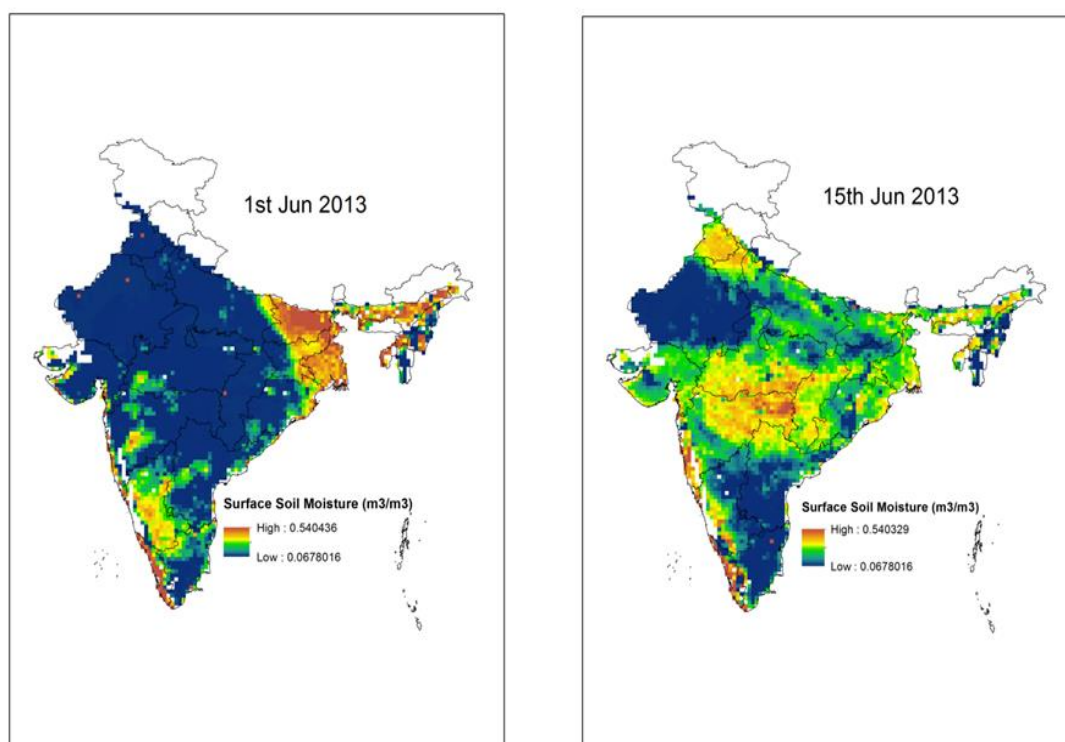 1st Jun 2013
Surface Soil Moisture (m3/m3)
High : 0.540436
Low : 0.0678016
15th Jun 2013
Surface Soil Moisture (m3/m3)
High : 0.540329
Low : 0.0678016